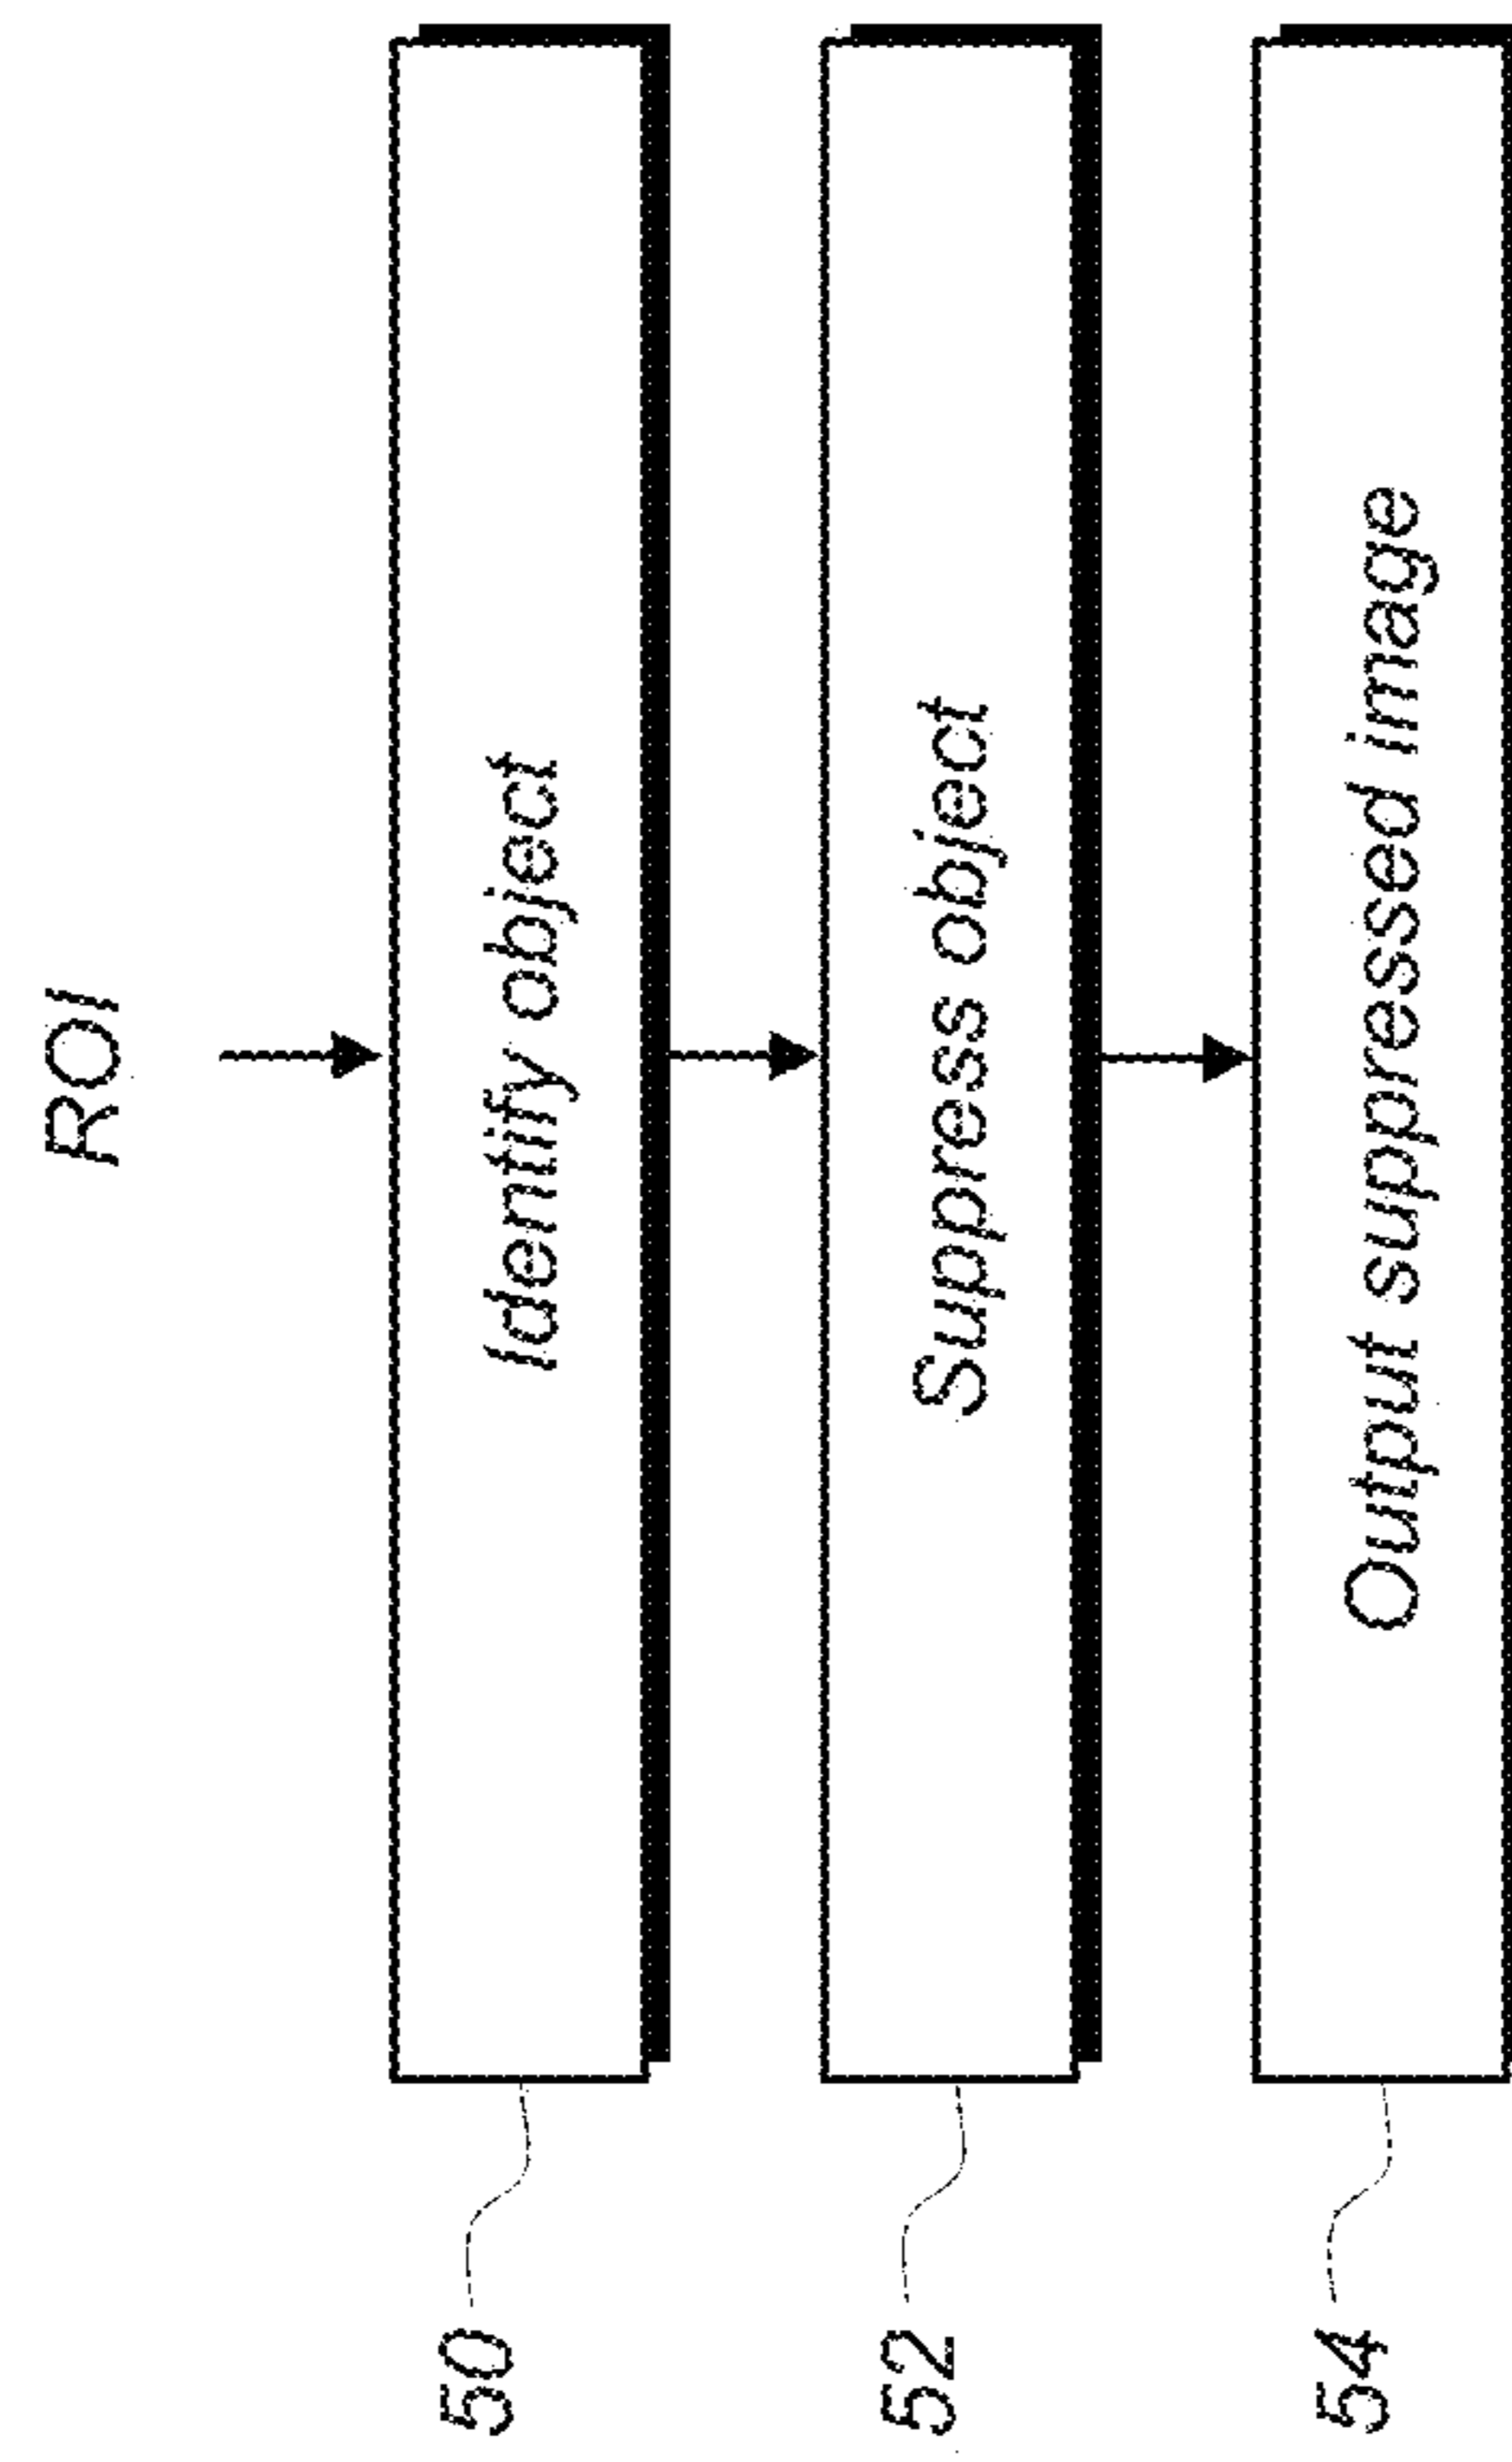 ROI
Identify object
Suppress object
Output suppressed image
50
52
54